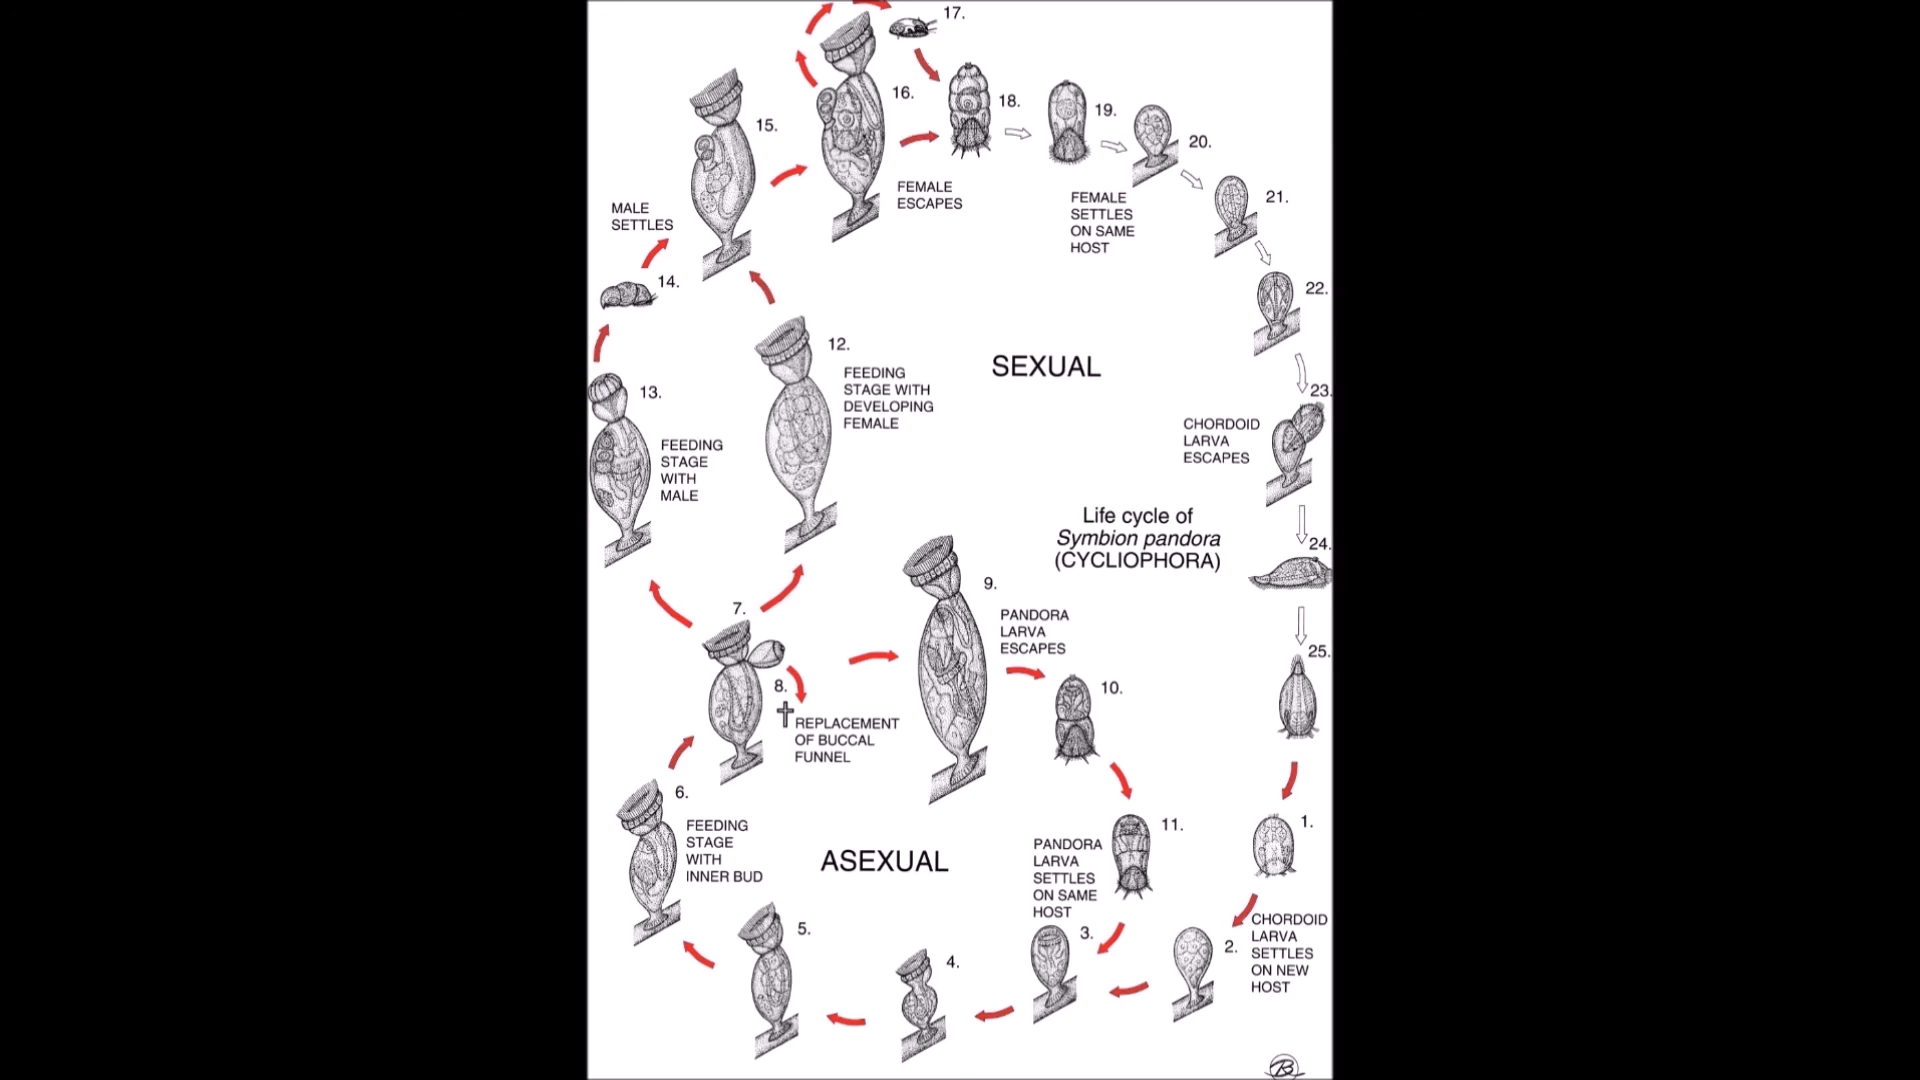 17.
16.
18.
19.
15.
20.
FEMALE
ESCAPES
FEMALE
SETTLES
ON SAME
HOST
21.
MALE
SETTLES
14.
22.
12.
SEXUAL
FEEDING
STAGE WITH
DEVELOPING
FEMALE
13.
23.
CHORDOID
LARVA
ESCAPES
FEEDING
STAGE
WITH
MALE
Life cycle of
Symbion pandora
(CYCLIOPHORA)
24.
9.
7.
PANDORA
LARVA
ESCAPES
25.
8.
10.
REPLACEMENT
OF BUCCAL
FUNNEL
6.
FEEDING
STAGE
WITH
INNER BUD
11.
1.
ASEXUAL
PANDORA
LARVA
SETTLES
ON SAME
HOST
5.
3.
2.
CHORDOID
LARVA
SETTLES
ON NEW
HOST
4.
B